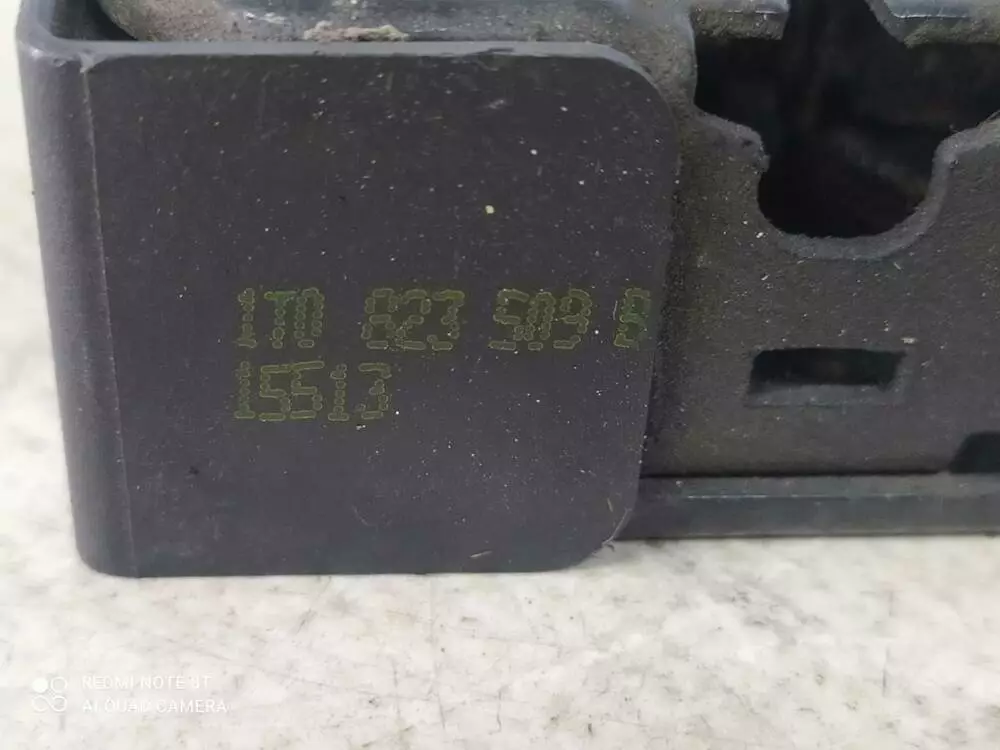 1T0 823 509 B
15513
REDMI NOTE 8T
AI QUAD CAMERA